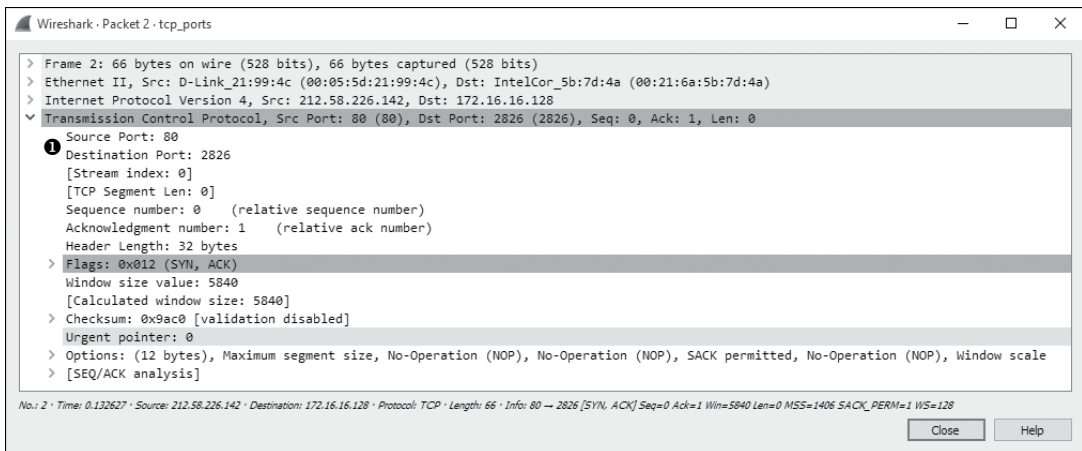 Wireshark · Packet 2 · tcp_ports
> Frame 2: 66 bytes on wire (528 bits), 66 bytes captured (528 bits)
> Ethernet II, Src: D-Link_21:99:4c (00:05:5d:21:99:4c), Dst: IntelCor_5b:7d:4a (00:21:6a:5b:7d:4a)
> Internet Protocol Version 4, Src: 212.58.226.142, Dst: 172.16.16.128
Transmission Control Protocol, Src Port: 80 (80), Dst Port: 2826 (2826), Seq: 0, Ack: 1, Len: 0
Source Port: 80
❶
Destination Port: 2826
[Stream index: 0]
[TCP Segment Len: 0]
Sequence number: 0 (relative sequence number)
Acknowledgment number: 1 (relative ack number)
Header Length: 32 bytes
> Flags: 0x012 (SYN, ACK)
Window size value: 5840
[Calculated window size: 5840]
> Checksum: 0x9ac0 [validation disabled]
Urgent pointer: 0
> Options: (12 bytes), Maximum segment size, No-Operation (NOP), No-Operation (NOP), SACK permitted, No-Operation (NOP), Window scale
> [SEQ/ACK analysis]
No.: 2 · Time: 0.132627 · Source: 212.58.226.142 · Destination: 172.16.16.128 · Protocol: TCP · Length: 66 · Info: 80 → 2826 [SYN, ACK] Seq=0 Ack=1 Win=5840 Len=0 MSS=1406 SACK_PERM=1 WS=128
Close
Help